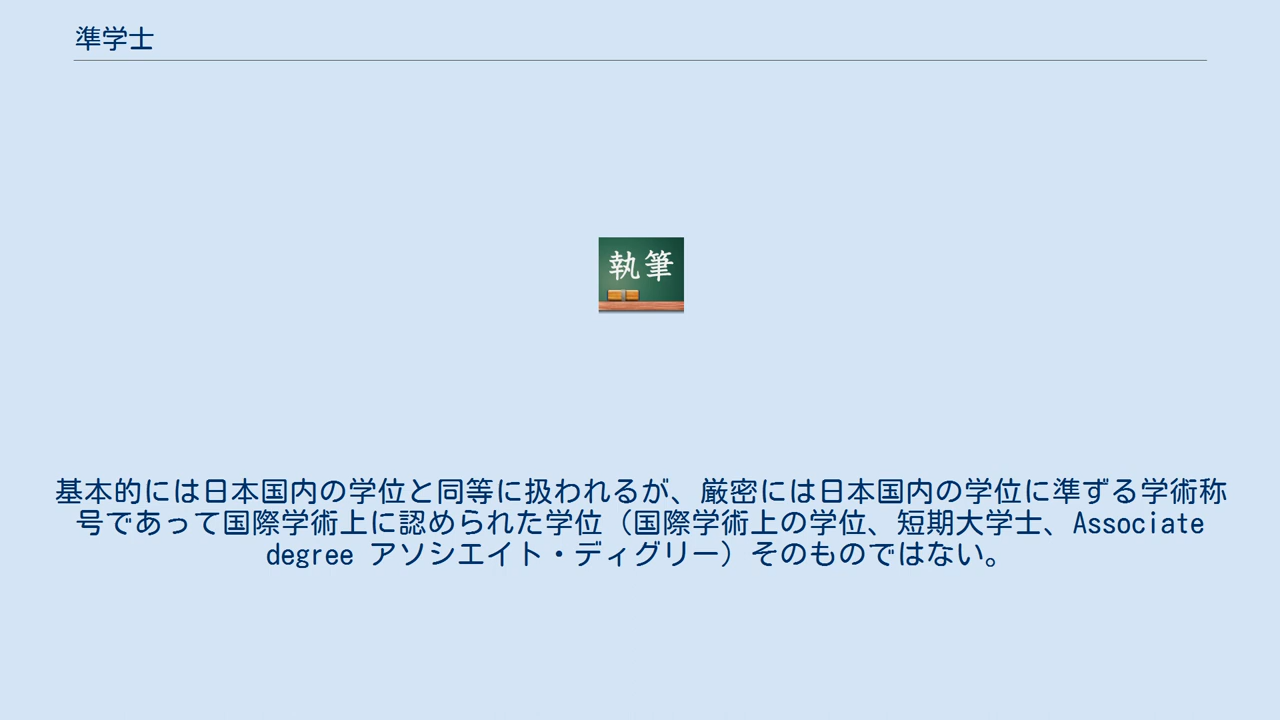 準学士
執筆
基本的には日本国内の学位と同等に扱われるが、厳密には日本国内の学位に準ずる学術称
号であって国際学術上に認められた学位（国際学術上の学位、短期大学士、Associate
degree アソシエイト・ディグリー）そのものではない。